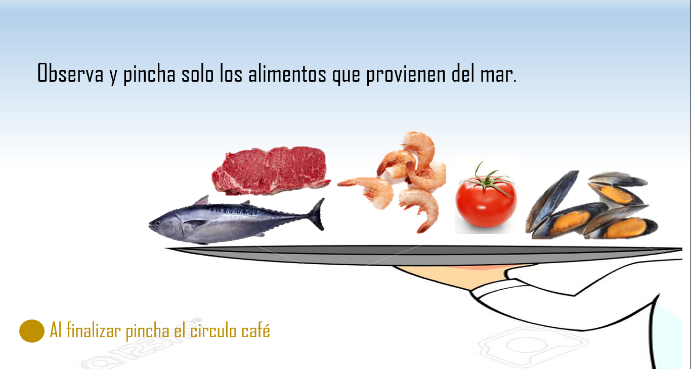 Observa y pincha solo los alimentos que provienen del mar.
Al finalizar pincha el circulo café